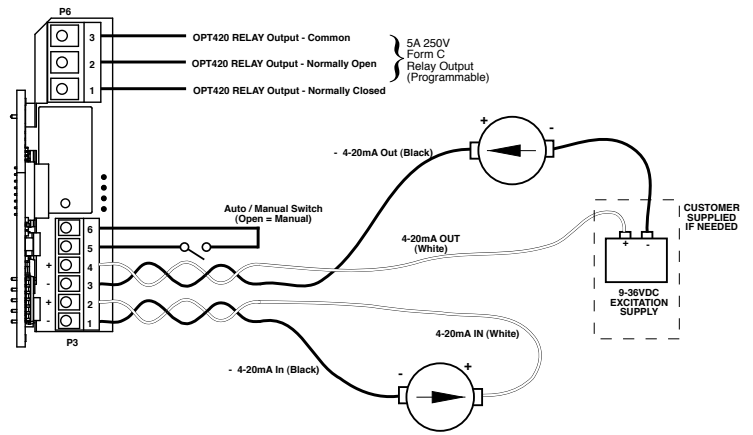 P6
3
OPT420 RELAY Output - Common
2
OPT420 RELAY Output - Normally Open
1
OPT420 RELAY Output - Normally Closed
5A 250V
Form C
Relay Output
(Programmable)
+
-
- 4-20mA Out (Black)
Auto / Manual Switch
(Open = Manual)
6
5
+ 4
- 3
+ 2
- 1
P3
4-20mA OUT
(White)
CUSTOMER
SUPPLIED
IF NEEDED
+ -
9-36VDC
EXCITATION
SUPPLY
4-20mA IN (White)
- 4-20mA In (Black)
-
+